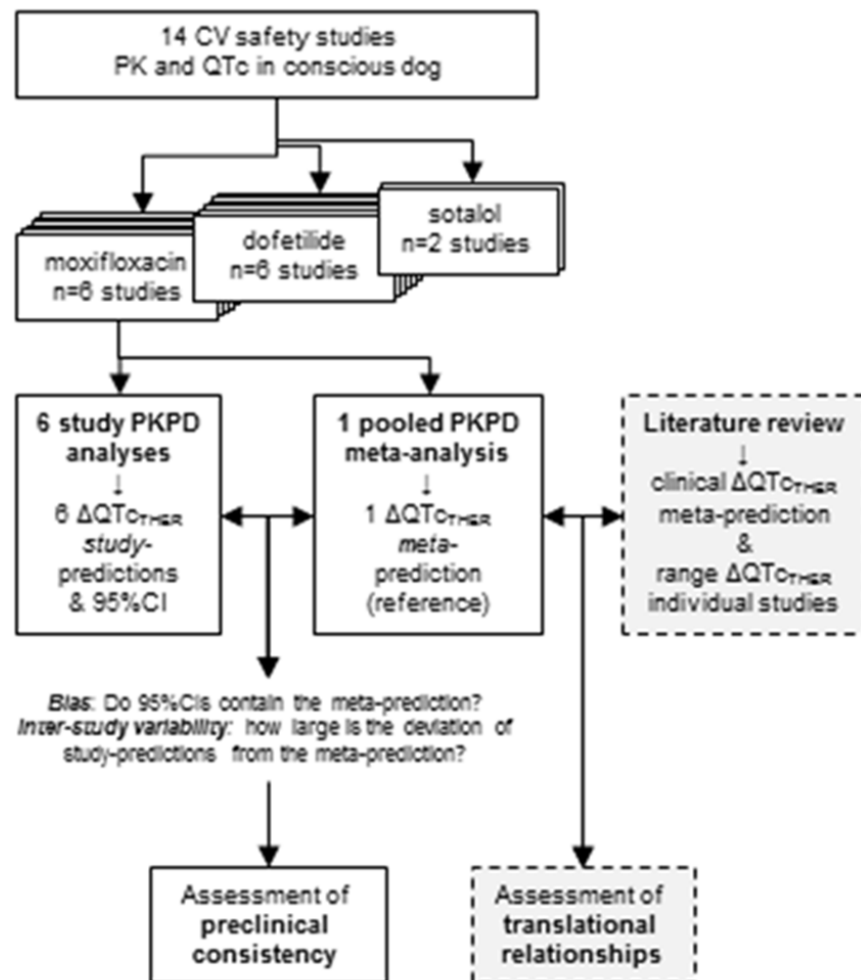 14 CV safety studies
PK and QTc in conscious dog
moxifloxacin
n=6 studies
dofetilide
n=6 studies
sotalol
n=2 studies
6 study PKPD
analyses
↓
6 ΔQTcTHER
study-
predictions
& 95%CI
1 pooled PKPD
meta-analysis
↓
1 ΔQTcTHER
meta-
prediction
(reference)
Literature review
↓
clinical ΔQTcTHER
meta-prediction
&
range ΔQTcTHER
individual studies
Bias: Do 95%CIs contain the meta-prediction?
Inter-study variability: how large is the deviation of
study-predictions from the meta-prediction?
Assessment of
preclinical
consistency
Assessment of
translational
relationships